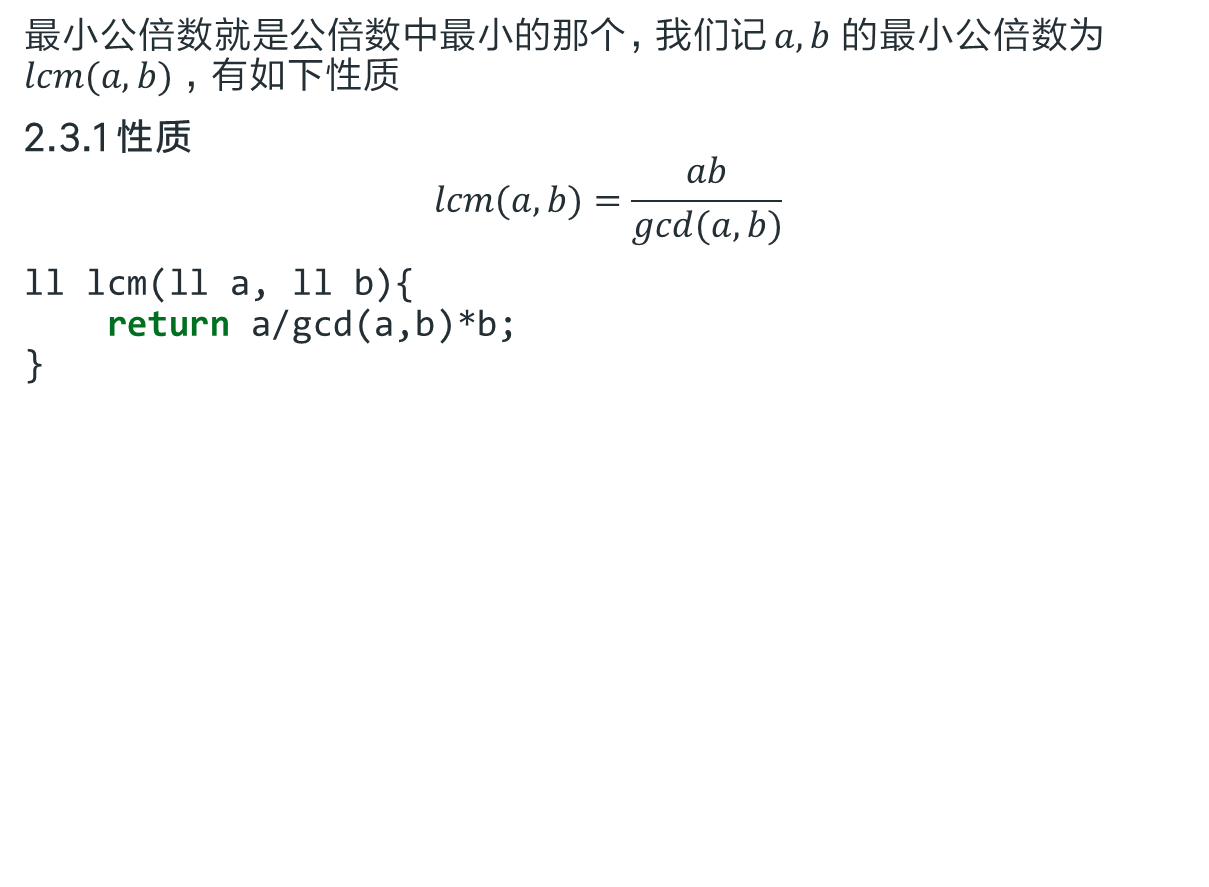 最小公倍数就是公倍数中最小的那个, 我们记 a, b 的最小公倍数为
lcm(a, b) , 有如下性质
2.3.1性质
lcm(a, b) = ab / gcd(a, b)
ll lcm(ll a, ll b){
    return a/gcd(a,b)*b;
}